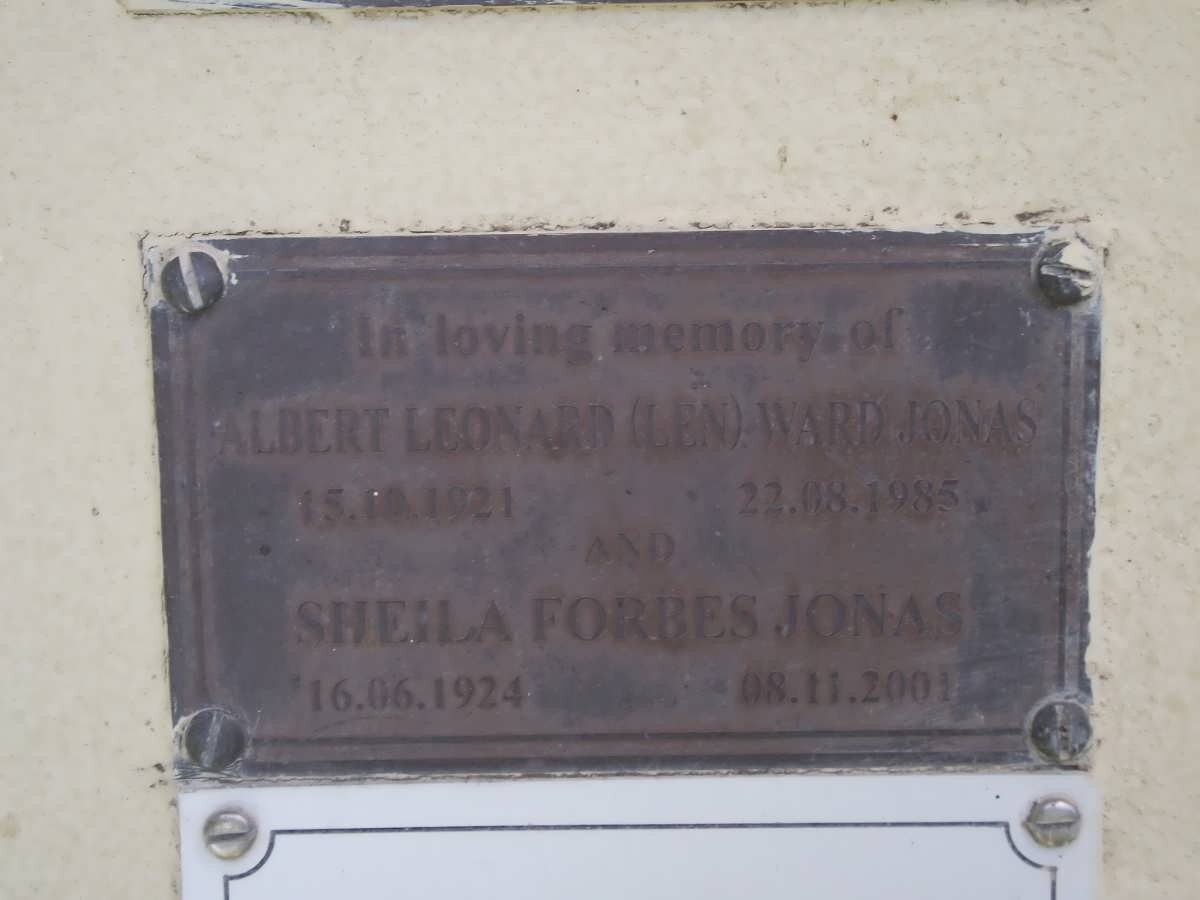 In loving memory of
ALBERT LEONARD (LEN) WARD JONAS
15.10.1921 22.08.1985
AND
SHEILA FORBES JONAS
16.06.1924 08.11.2001